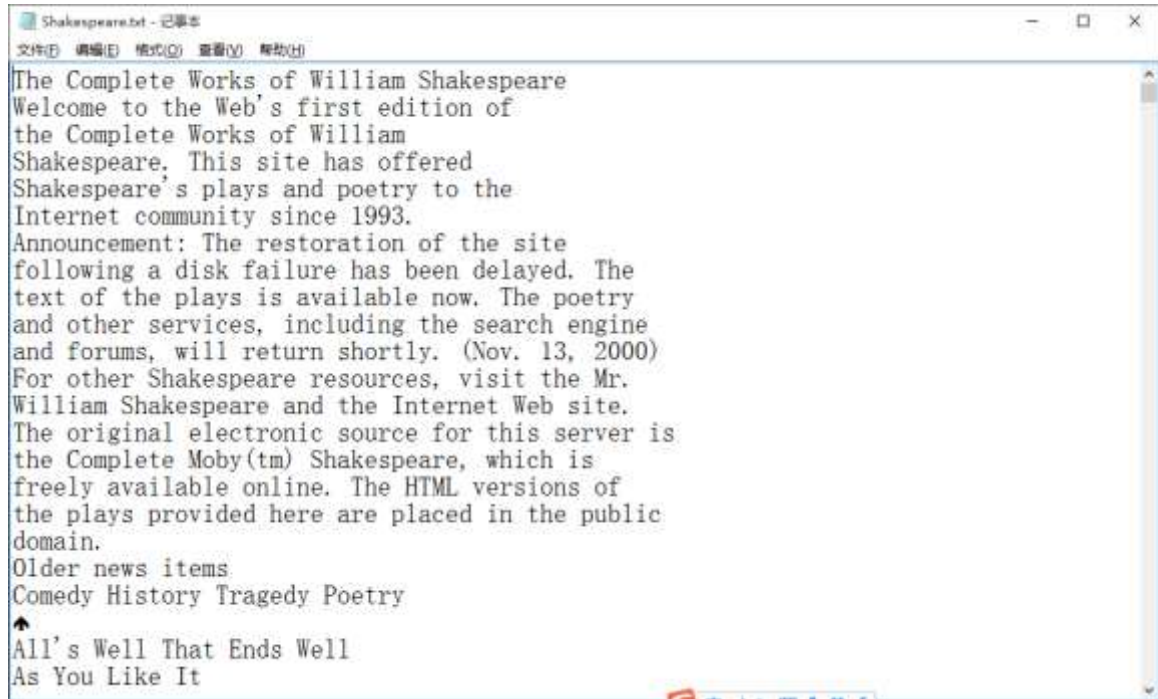 Shakespeare.txt - 记事本
文件(F) 编辑(E) 格式(O) 查看(V) 帮助(H)
The Complete Works of William Shakespeare
Welcome to the Web's first edition of
the Complete Works of William
Shakespeare. This site has offered
Shakespeare's plays and poetry to the
Internet community since 1993.
Announcement: The restoration of the site
following a disk failure has been delayed. The
text of the plays is available now. The poetry
and other services, including the search engine
and forums, will return shortly. (Nov. 13, 2000)
For other Shakespeare resources, visit the Mr.
William Shakespeare and the Internet Web site.
The original electronic source for this server is
the Complete Moby(tm) Shakespeare, which is
freely available online. The HTML versions of
the plays provided here are placed in the public
domain.
Older news items
Comedy History Tragedy Poetry
All's Well That Ends Well
As You Like It